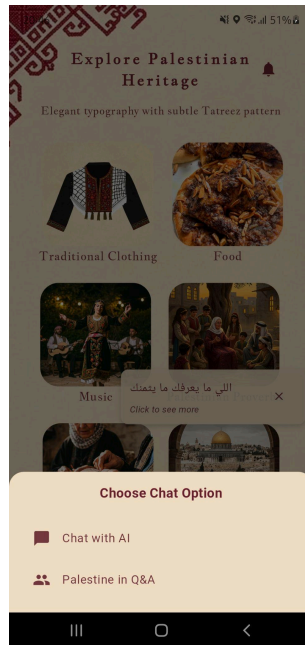 51%
Explore Palestinian
Heritage
Elegant typography with subtle Tatreez pattern
Traditional Clothing
Food
Music
اللي ما يعرفك ما يثمنك
Click to see more
Choose Chat Option
Chat with AI
Palestine in Q&A